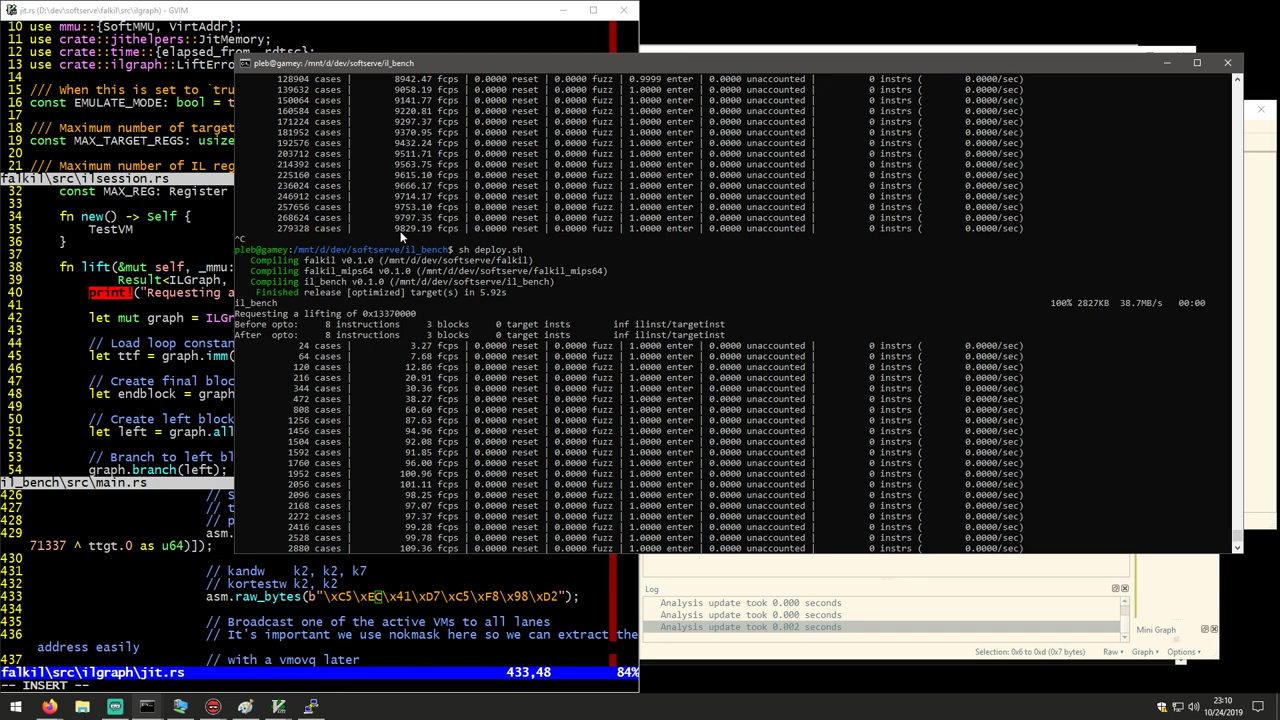 jit.rs (D:\dev\softserve\falkil\src\ilgraph) - GVIM
10 use mmu::{SoftMMU, VirtAddr};
11 use crate::jithelpers::JitMemory;
12 use crate::time::{elapsed_from, rdtsc};
13 use crate::ilgraph::LiftErro
14
15 /// When this is set to `tru
16 const EMULATE_MODE: bool = t
17
18 /// Maximum number of target
19 const MAX_TARGET_REGS: usize
20
21 /// Maximum number of IL reg
falkil\src\ilsession.rs
32 const MAX_REG: Register
33
34 fn new() -> Self {
35 TestVM
36 }
37
38 fn lift(&mut self, _mmu:
39 Result<ILGraph,
40 print!("Requesting a
41
42 let mut graph = ILGr
43
44 // Load loop constan
45 let ttf = graph.imm(
46
47 // Create final bloc
48 let endblock = graph
49
50 // Create left block
51 let left = graph.all
52
53 // Branch to left bl
54 graph.branch(left);
il_bench\src\main.rs
426 // S
427 // t
428 // p
429 asm.
71337 ^ ttgt.0 as u64)]);
430
431 // kandw k2, k2, k7
432 // kortestw k2, k2
433 asm.raw_bytes(b"\xC5\xEC\x41\xD7\xC5\xF8\x98\xD2");
434
435 // Broadcast one of the active VMs to all lanes
436 // It's important we use nokmask here so we can extract the
address easily
437 // with a vmovq later
falkil\src\ilgraph\jit.rs 433,48 84%
-- INSERT --
pleb@gamey: /mnt/d/dev/softserve/il_bench
128904 cases | 8942.47 fcps | 0.0000 reset | 0.0000 fuzz | 0.9999 enter | 0.0000 unaccounted | 0 instrs ( 0.0000/sec)
139632 cases | 9058.19 fcps | 0.0000 reset | 0.0000 fuzz | 1.0000 enter | 0.0000 unaccounted | 0 instrs ( 0.0000/sec)
150064 cases | 9141.77 fcps | 0.0000 reset | 0.0000 fuzz | 1.0000 enter | 0.0000 unaccounted | 0 instrs ( 0.0000/sec)
160584 cases | 9220.81 fcps | 0.0000 reset | 0.0000 fuzz | 1.0000 enter | 0.0000 unaccounted | 0 instrs ( 0.0000/sec)
171224 cases | 9297.37 fcps | 0.0000 reset | 0.0000 fuzz | 1.0000 enter | 0.0000 unaccounted | 0 instrs ( 0.0000/sec)
181952 cases | 9370.95 fcps | 0.0000 reset | 0.0000 fuzz | 1.0000 enter | 0.0000 unaccounted | 0 instrs ( 0.0000/sec)
192576 cases | 9432.24 fcps | 0.0000 reset | 0.0000 fuzz | 1.0000 enter | 0.0000 unaccounted | 0 instrs ( 0.0000/sec)
203712 cases | 9511.71 fcps | 0.0000 reset | 0.0000 fuzz | 1.0000 enter | 0.0000 unaccounted | 0 instrs ( 0.0000/sec)
214392 cases | 9563.75 fcps | 0.0000 reset | 0.0000 fuzz | 1.0000 enter | 0.0000 unaccounted | 0 instrs ( 0.0000/sec)
225160 cases | 9615.10 fcps | 0.0000 reset | 0.0000 fuzz | 1.0000 enter | 0.0000 unaccounted | 0 instrs ( 0.0000/sec)
236024 cases | 9666.17 fcps | 0.0000 reset | 0.0000 fuzz | 1.0000 enter | 0.0000 unaccounted | 0 instrs ( 0.0000/sec)
246912 cases | 9714.17 fcps | 0.0000 reset | 0.0000 fuzz | 1.0000 enter | 0.0000 unaccounted | 0 instrs ( 0.0000/sec)
257656 cases | 9753.10 fcps | 0.0000 reset | 0.0000 fuzz | 1.0000 enter | 0.0000 unaccounted | 0 instrs ( 0.0000/sec)
268624 cases | 9797.35 fcps | 0.0000 reset | 0.0000 fuzz | 1.0000 enter | 0.0000 unaccounted | 0 instrs ( 0.0000/sec)
279328 cases | 9829.19 fcps | 0.0000 reset | 0.0000 fuzz | 1.0000 enter | 0.0000 unaccounted | 0 instrs ( 0.0000/sec)
^C
pleb@gamey:/mnt/d/dev/softserve/il_bench$ sh deploy.sh
Compiling falkil v0.1.0 (/mnt/d/dev/softserve/falkil)
Compiling falkil_mips64 v0.1.0 (/mnt/d/dev/softserve/falkil_mips64)
Compiling il_bench v0.1.0 (/mnt/d/dev/softserve/il_bench)
Finished release [optimized] target(s) in 5.92s
il_bench 100% 2827KB 38.7MB/s 00:00
Requesting a lifting of 0x13370000
Before opto: 8 instructions 3 blocks 0 target insts inf ilinst/targetinst
After opto: 8 instructions 3 blocks 0 target insts inf ilinst/targetinst
24 cases | 3.27 fcps | 0.0000 reset | 0.0000 fuzz | 1.0000 enter | 0.0000 unaccounted | 0 instrs ( 0.0000/sec)
64 cases | 7.68 fcps | 0.0000 reset | 0.0000 fuzz | 1.0000 enter | 0.0000 unaccounted | 0 instrs ( 0.0000/sec)
120 cases | 12.86 fcps | 0.0000 reset | 0.0000 fuzz | 1.0000 enter | 0.0000 unaccounted | 0 instrs ( 0.0000/sec)
216 cases | 20.91 fcps | 0.0000 reset | 0.0000 fuzz | 1.0000 enter | 0.0000 unaccounted | 0 instrs ( 0.0000/sec)
344 cases | 30.36 fcps | 0.0000 reset | 0.0000 fuzz | 1.0000 enter | 0.0000 unaccounted | 0 instrs ( 0.0000/sec)
472 cases | 38.27 fcps | 0.0000 reset | 0.0000 fuzz | 1.0000 enter | 0.0000 unaccounted | 0 instrs ( 0.0000/sec)
808 cases | 60.60 fcps | 0.0000 reset | 0.0000 fuzz | 1.0000 enter | 0.0000 unaccounted | 0 instrs ( 0.0000/sec)
1256 cases | 87.63 fcps | 0.0000 reset | 0.0000 fuzz | 1.0000 enter | 0.0000 unaccounted | 0 instrs ( 0.0000/sec)
1456 cases | 94.96 fcps | 0.0000 reset | 0.0000 fuzz | 1.0000 enter | 0.0000 unaccounted | 0 instrs ( 0.0000/sec)
1504 cases | 92.08 fcps | 0.0000 reset | 0.0000 fuzz | 1.0000 enter | 0.0000 unaccounted | 0 instrs ( 0.0000/sec)
1592 cases | 91.85 fcps | 0.0000 reset | 0.0000 fuzz | 1.0000 enter | 0.0000 unaccounted | 0 instrs ( 0.0000/sec)
1760 cases | 96.00 fcps | 0.0000 reset | 0.0000 fuzz | 1.0000 enter | 0.0000 unaccounted | 0 instrs ( 0.0000/sec)
1952 cases | 100.96 fcps | 0.0000 reset | 0.0000 fuzz | 1.0000 enter | 0.0000 unaccounted | 0 instrs ( 0.0000/sec)
2056 cases | 101.11 fcps | 0.0000 reset | 0.0000 fuzz | 1.0000 enter | 0.0000 unaccounted | 0 instrs ( 0.0000/sec)
2096 cases | 98.25 fcps | 0.0000 reset | 0.0000 fuzz | 1.0000 enter | 0.0000 unaccounted | 0 instrs ( 0.0000/sec)
2168 cases | 97.07 fcps | 0.0000 reset | 0.0000 fuzz | 1.0000 enter | 0.0000 unaccounted | 0 instrs ( 0.0000/sec)
2272 cases | 97.37 fcps | 0.0000 reset | 0.0000 fuzz | 1.0000 enter | 0.0000 unaccounted | 0 instrs ( 0.0000/sec)
2416 cases | 99.28 fcps | 0.0000 reset | 0.0000 fuzz | 1.0000 enter | 0.0000 unaccounted | 0 instrs ( 0.0000/sec)
2528 cases | 99.78 fcps | 0.0000 reset | 0.0000 fuzz | 1.0000 enter | 0.0000 unaccounted | 0 instrs ( 0.0000/sec)
2880 cases | 109.36 fcps | 0.0000 reset | 0.0000 fuzz | 1.0000 enter | 0.0000 unaccounted | 0 instrs ( 0.0000/sec)
Log
Analysis update took 0.000 seconds
Analysis update took 0.000 seconds
Analysis update took 0.002 seconds
Mini Graph
Selection: 0x6 to 0xd (0x7 bytes) Raw Graph Options
23:10
10/24/2019